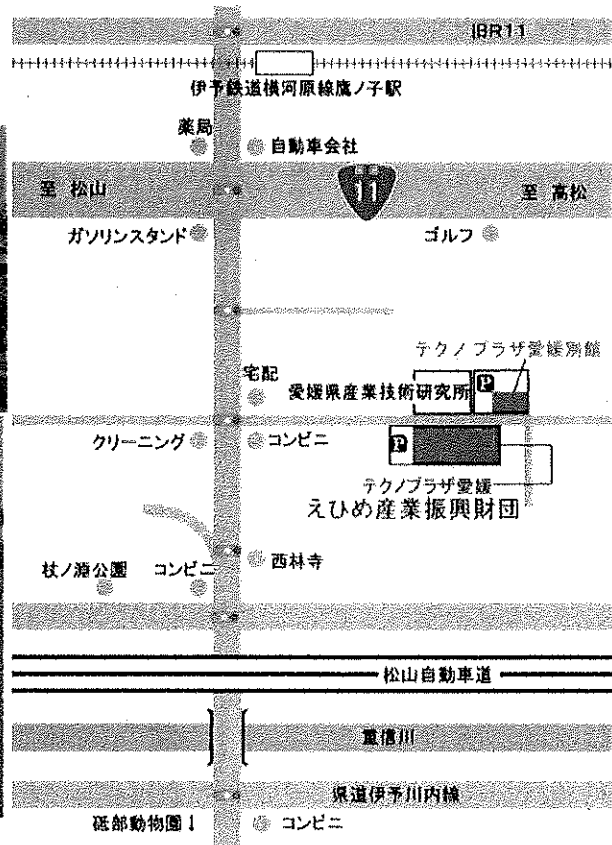 旧R11
伊予鉄道横河原線鷹ノ子駅
薬局
自動車会社
至 松山
11
至 高松
ガソリンスタンド
ゴルフ
テクノプラザ愛媛別館
宅配
愛媛県産業技術研究所
P
クリーニング
コンビニ
P
テクノプラザ愛媛
えひめ産業振興財団
西林寺
杖ノ淵公園
コンビニ
松山自動車道
重信川
県道伊予川内線
砥部動物園↓
コンビニ